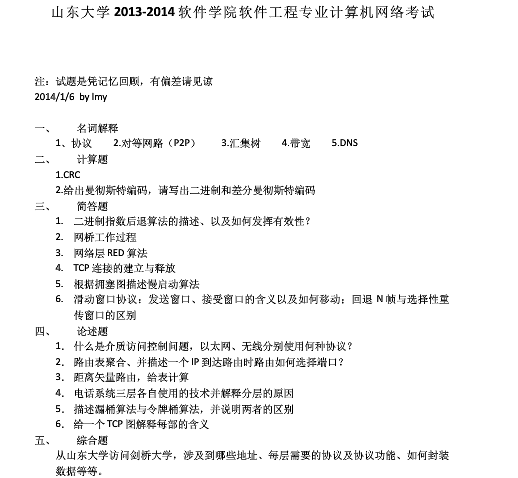 山东大学 2013-2014 软件学院软件工程专业计算机网络考试
注：试题是凭记忆回顾，有偏差请见谅
2014/1/6 by lmy
一、 名词解释
1、协议 2.对等网路（P2P） 3.汇集树 4.带宽 5.DNS
二、 计算题
1.CRC
2.给出曼彻斯特编码，请写出二进制和差分曼彻斯特编码
三、 简答题
1. 二进制指数后退算法的描述、以及如何发挥有效性？
2. 网桥工作过程
3. 网络层 RED 算法
4. TCP 连接的建立与释放
5. 根据拥塞图描述慢启动算法
6. 滑动窗口协议：发送窗口、接受窗口的含义以及如何移动；回退 N 帧与选择性重
传窗口的区别
四、 论述题
1. 什么是介质访问控制问题，以太网、无线分别使用何种协议？
2. 路由表聚合、并描述一个 IP 到达路由时路由如何选择端口？
3. 距离矢量路由，给表计算
4. 电话系统三层各自使用的技术并解释分层的原因
5. 描述漏桶算法与令牌桶算法，并说明两者的区别
6. 给一个 TCP 图解释每部的含义
五、 综合题
从山东大学访问剑桥大学，涉及到哪些地址、每层需要的协议及协议功能、如何封装
数据等等。